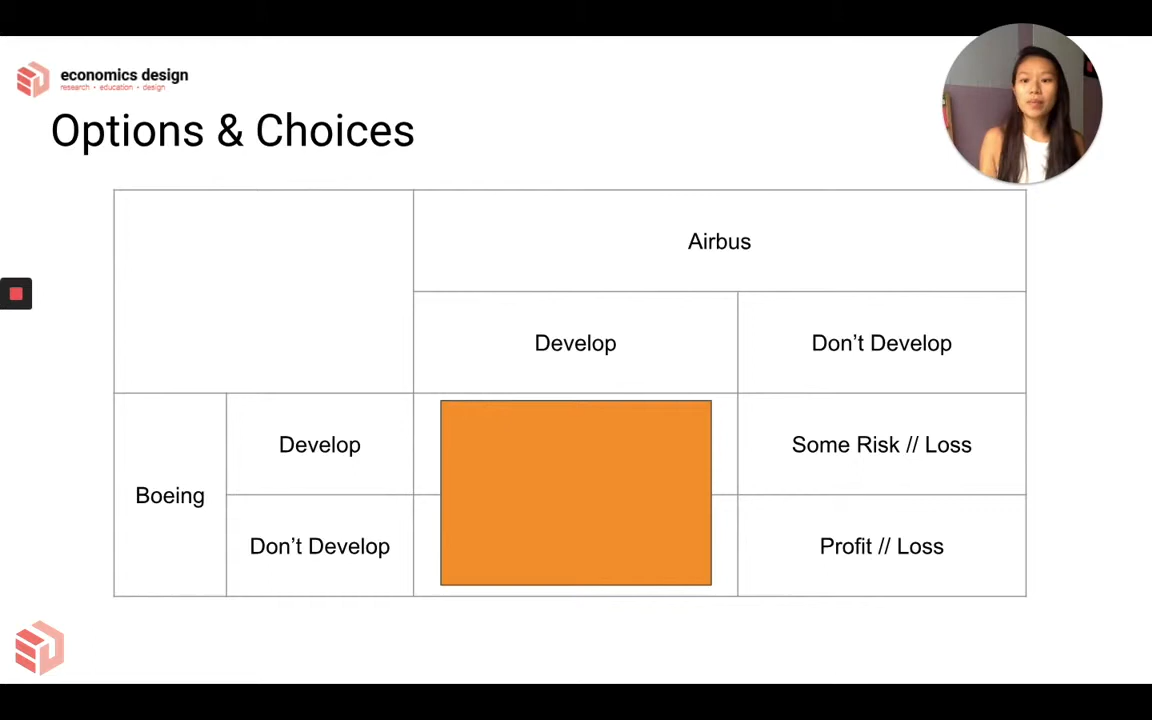 economics design
research • education • design
Options & Choices
Airbus
Develop
Don’t Develop
Boeing
Develop
Some Risk // Loss
Don’t Develop
Profit // Loss